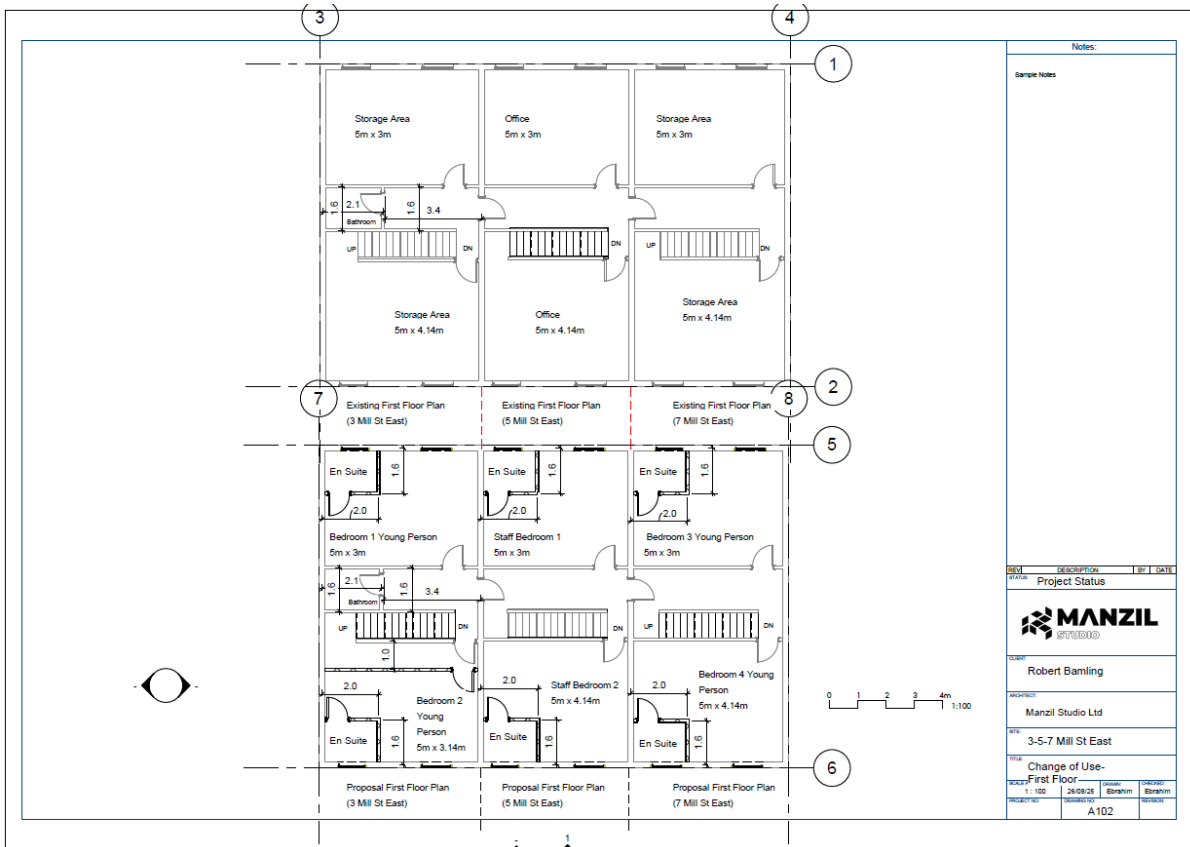 3
4
1
Storage Area
5m x 3m
Office
5m x 3m
Storage Area
5m x 3m
1.6
2.1
Bathroom
1.6
3.4
UP
DN
DN
UP
DN
Storage Area
5m x 4.14m
Office
5m x 4.14m
Storage Area
5m x 4.14m
2
7
8
Existing First Floor Plan
(3 Mill St East)
Existing First Floor Plan
(5 Mill St East)
Existing First Floor Plan
(7 Mill St East)
5
En Suite
1.6
2.0
Bedroom 1 Young Person
5m x 3m
En Suite
1.6
2.0
Staff Bedroom 1
5m x 3m
En Suite
1.6
2.0
Bedroom 3 Young Person
5m x 3m
1.6
2.1
Bathroom
1.6
3.4
UP
DN
DN
UP
DN
1.0
2.0
Bedroom 2
Young
Person
5m x 3.14m
En Suite
1.6
2.0
Staff Bedroom 2
5m x 4.14m
En Suite
1.6
2.0
Bedroom 4 Young
Person
5m x 4.14m
En Suite
1.6
6
Proposal First Floor Plan
(3 Mill St East)
Proposal First Floor Plan
(5 Mill St East)
Proposal First Floor Plan
(7 Mill St East)
1
0 1 2 3 4m
1:100
Notes:
Sample Notes
REV DESCRIPTION BY DATE
STATUS: Project Status
MANZIL
STUDIO
CLIENT:
Robert Bamling
ARCHITECT:
Manzil Studio Ltd
SITE:
3-5-7 Mill St East
TITLE:
Change of Use-
First Floor
1 : 100
26/08/25
DRAWN:
Ebrahim
CHECKED:
Ebrahim
PROJECT NO:
DRAWING NO:
A102
REVISION: